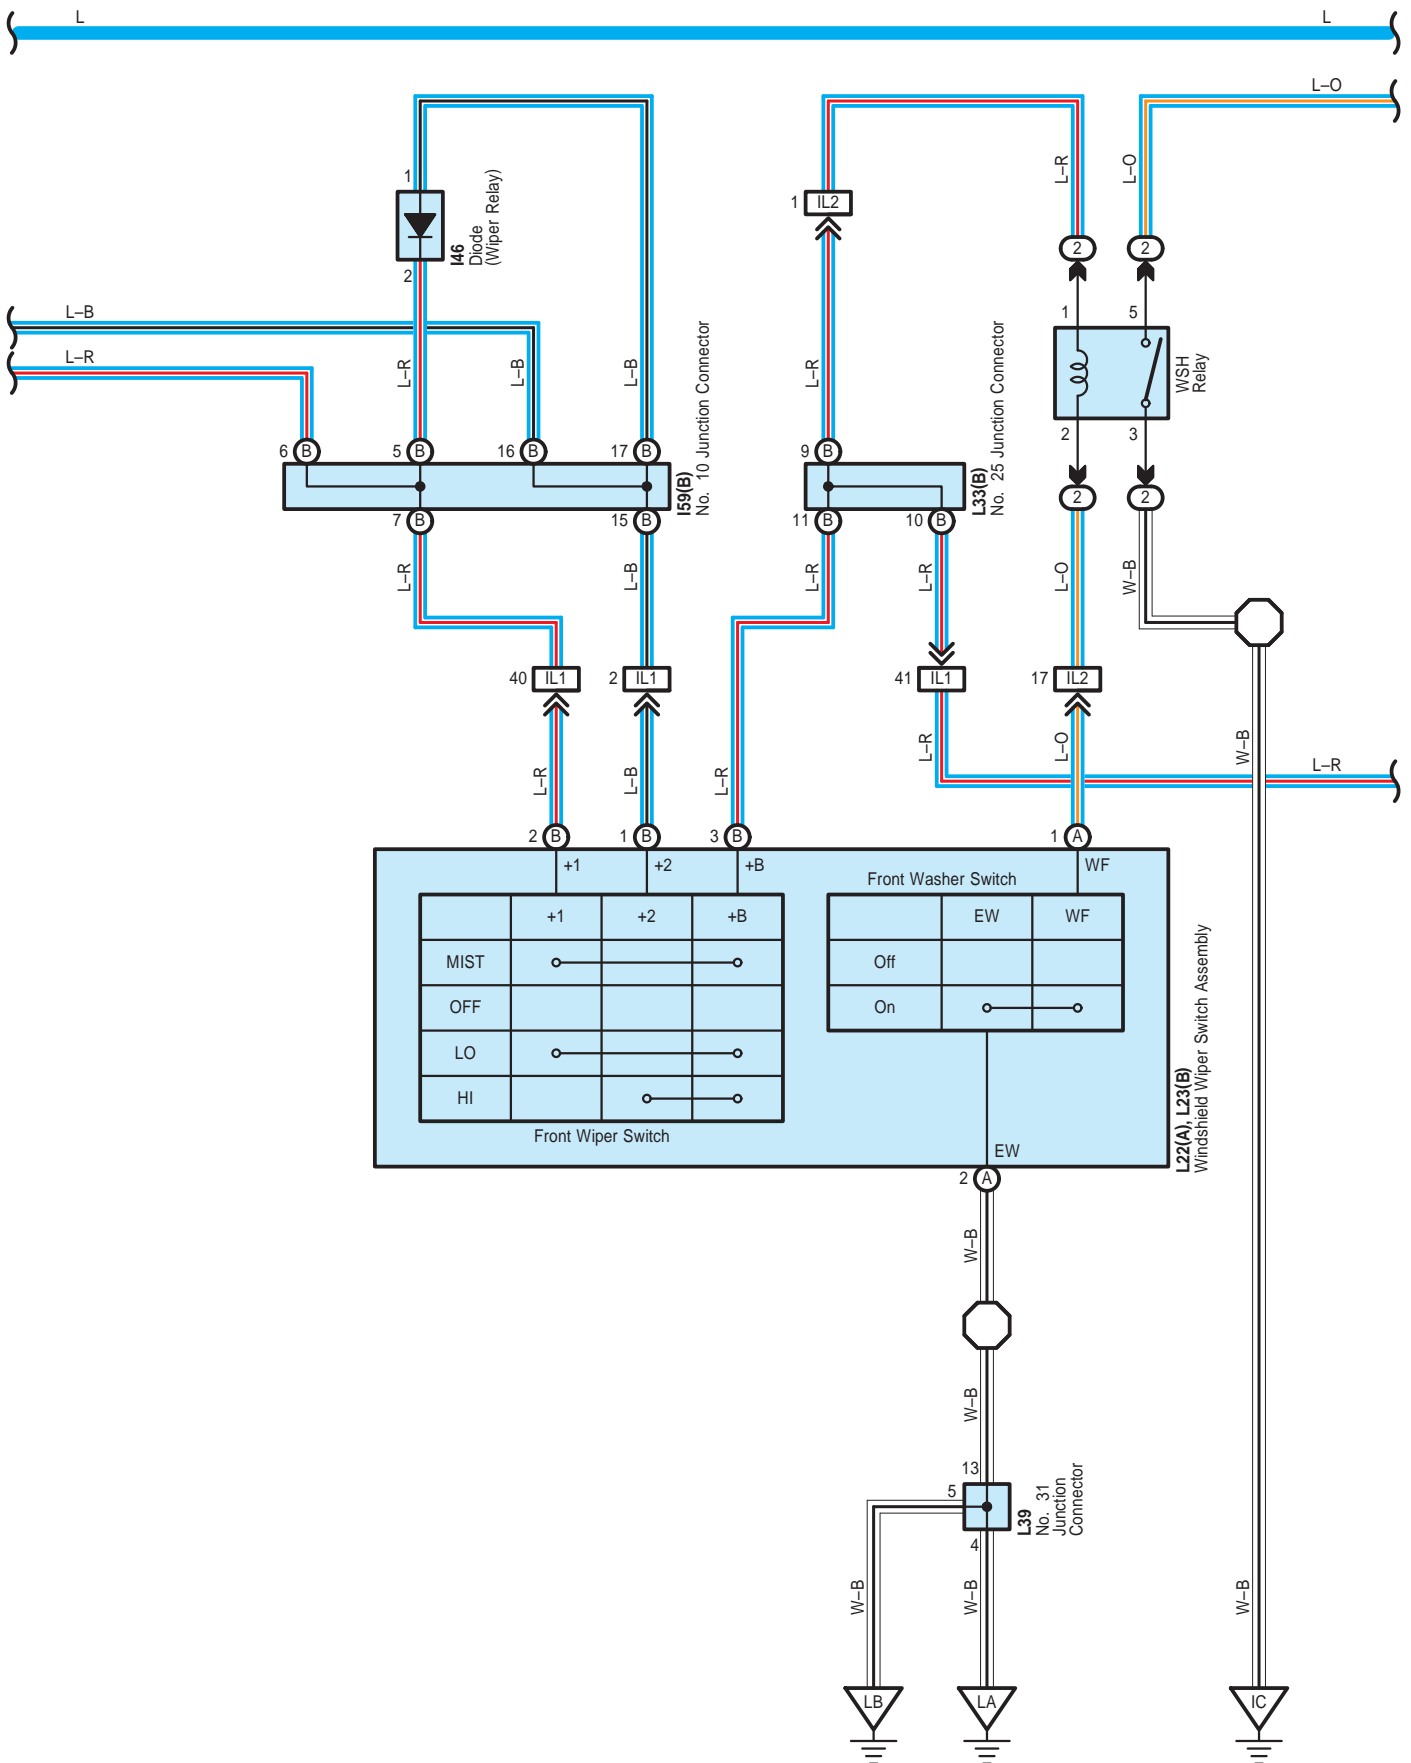 L L
L–O
L–R
L–O
1
I46
Diode
(Wiper Relay)
2
1 IL2
2 2
L–B
L–R
L–R
L–B
L–B
L–R
1 5
WSH
Relay
2 3
6 B 5 B 16 B 17 B
I59(B)
No. 10 Junction Connector
9 B
L33(B)
No. 25 Junction Connector
2 2
7 B 15 B
11 B 10 B
L–R
L–B
L–R
L–R
L–O
W–B
40 IL1 2 IL1
41 IL1 17 IL2
L–R
L–B
L–R
L–R
L–O
W–B
L–R
2 B 1 B 3 B 1 A
+1 +2 +B WF
Front Washer Switch
+1 +2 +B
MIST
OFF
LO
HI
Front Wiper Switch
EW WF
Off
On
EW
L22(A), L23(B)
Windshield Wiper Switch Assembly
2 A
W–B
W–B
13
5
4
L39
No. 31
Junction
Connector
W–B
W–B
W–B
LB LA IC